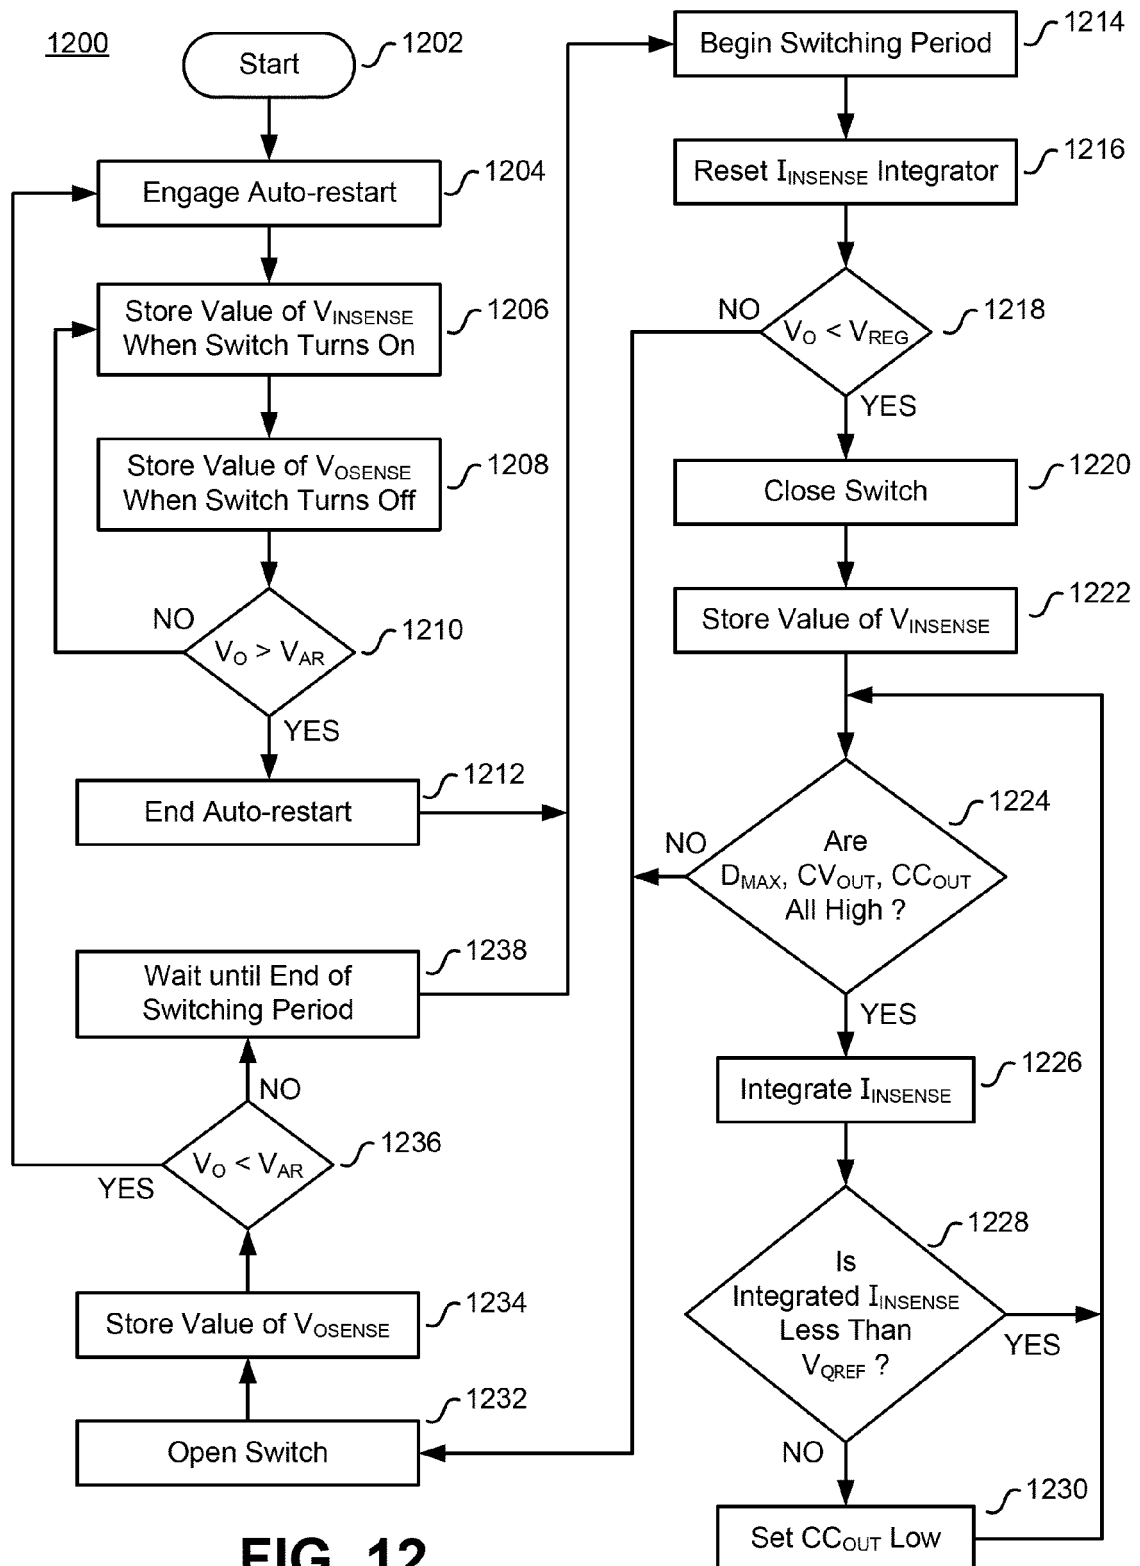 1200
Start
1202
Engage Auto-restart
1204
Store Value of VINSENSE
When Switch Turns On
1206
Store Value of VOSENSE
When Switch Turns Off
1208
NO
VO > VAR
1210
YES
End Auto-restart
1212
Begin Switching Period
1214
Reset IINSENSE Integrator
1216
NO
VO < VREG
1218
YES
Close Switch
1220
Store Value of VINSENSE
1222
NO
Are
DMAX, CVOUT, CCOUT
All High ?
1224
YES
Integrate IINSENSE
1226
Is
Integrated IINSENSE
Less Than
VQREF ?
1228
YES
NO
Set CCOUT Low
1230
Open Switch
1232
Store Value of VOSENSE
1234
VO < VAR
1236
YES
NO
Wait until End of
Switching Period
1238
FIG. 12